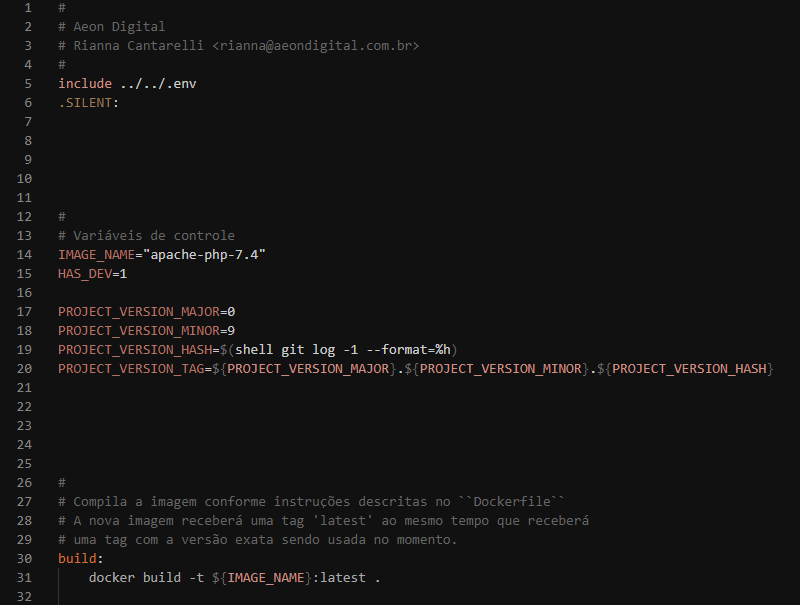 1 #
2 # Aeon Digital
3 # Rianna Cantarelli <rianna@aeondigital.com.br>
4 #
5 include ../../.env
6 .SILENT:
7
8
9
10
11
12 #
13 # Variáveis de controle
14 IMAGE_NAME="apache-php-7.4"
15 HAS_DEV=1
16
17 PROJECT_VERSION_MAJOR=0
18 PROJECT_VERSION_MINOR=9
19 PROJECT_VERSION_HASH=$(shell git log -1 --format=%h)
20 PROJECT_VERSION_TAG=${PROJECT_VERSION_MAJOR}.${PROJECT_VERSION_MINOR}.${PROJECT_VERSION_HASH}
21
22
23
24
25
26 #
27 # Compila a imagem conforme instruções descritas no ``Dockerfile``
28 # A nova imagem receberá uma tag 'latest' ao mesmo tempo que receberá
29 # uma tag com a versão exata sendo usada no momento.
30 build:
31     docker build -t ${IMAGE_NAME}:latest .
32